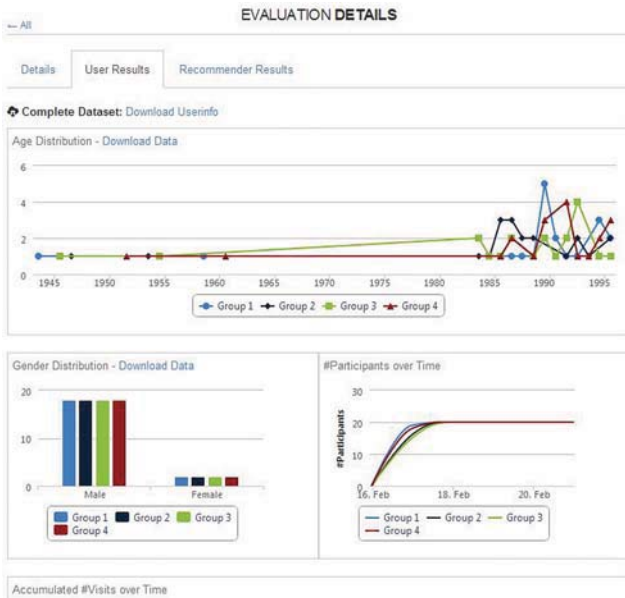 EVALUATION DETAILS
← All
Details User Results Recommender Results
Complete Dataset: Download Userinfo
Age Distribution - Download Data
6
4
2
0
1945 1950 1955 1960 1965 1970 1975 1980 1985 1990 1995
Group 1 Group 2 Group 3 Group 4
Gender Distribution - Download Data
20
10
0
Male Female
Group 1 Group 2 Group 3
Group 4
#Participants over Time
#Participants
30
20
10
0
16. Feb 18. Feb 20. Feb
Group 1 Group 2 Group 3
Group 4
Accumulated #Visits over Time